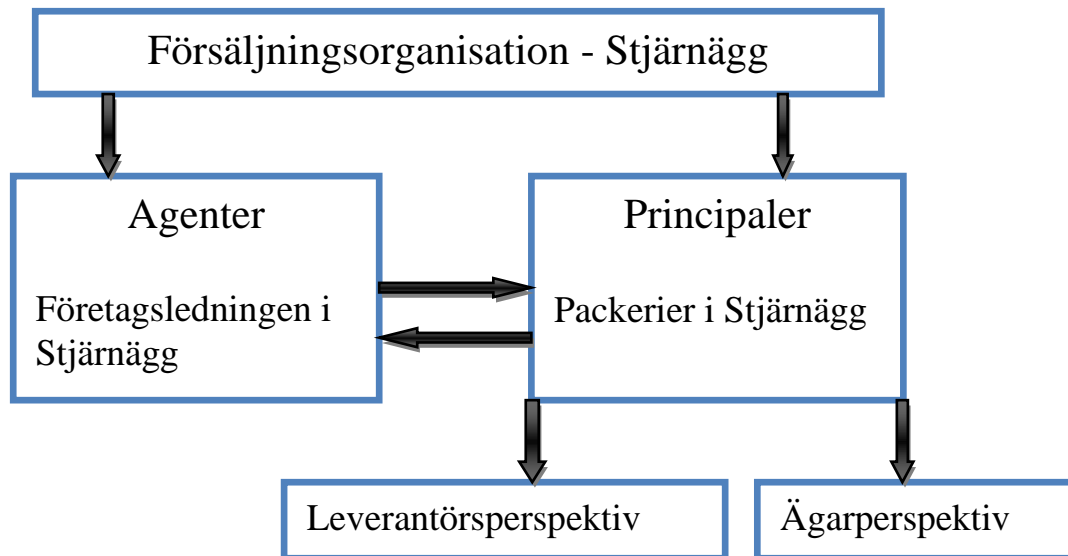 Försäljningsorganisation - Stjärnägg
Agenter
Företagsledningen i
Stjärnägg
Principaler
Packerier i Stjärnägg
Leverantörsperspektiv
Ägarperspektiv